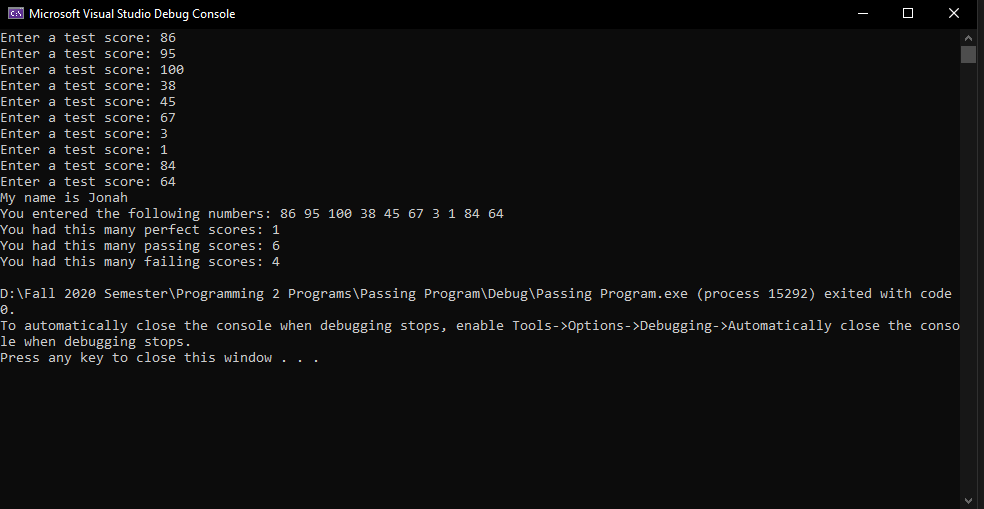 Microsoft Visual Studio Debug Console
Enter a test score: 86
Enter a test score: 95
Enter a test score: 100
Enter a test score: 38
Enter a test score: 45
Enter a test score: 67
Enter a test score: 3
Enter a test score: 1
Enter a test score: 84
Enter a test score: 64
My name is Jonah
You entered the following numbers: 86 95 100 38 45 67 3 1 84 64
You had this many perfect scores: 1
You had this many passing scores: 6
You had this many failing scores: 4
D:\Fall 2020 Semester\Programming 2 Programs\Passing Program\Debug\Passing Program.exe (process 15292) exited with code
0.
To automatically close the console when debugging stops, enable Tools->Options->Debugging->Automatically close the conso
le when debugging stops.
Press any key to close this window . . .